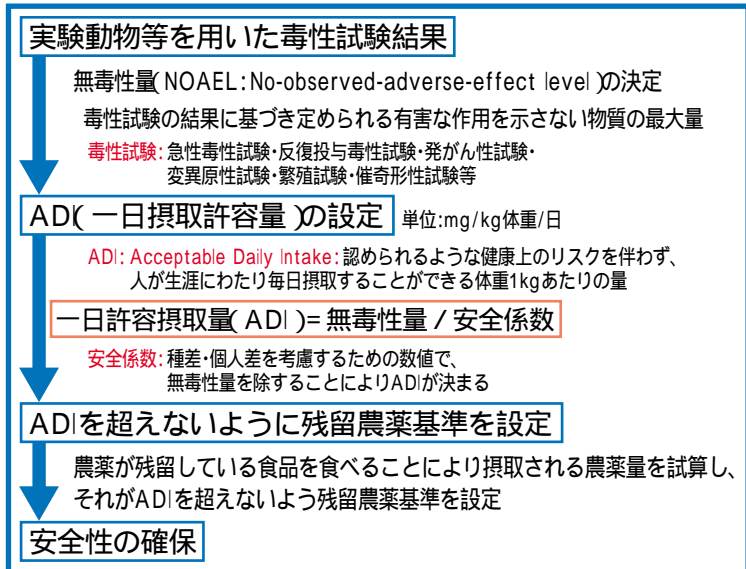 実験動物等を用いた毒性試験結果
無毒性量(NOAEL:No-observed-adverse-effect level)の決定
毒性試験の結果に基づき定められる有害な作用を示さない物質の最大量
毒性試験:急性毒性試験・反復投与毒性試験・発がん性試験・
変異原性試験・繁殖試験・催奇形性試験等
ADI(一日摂取許容量)の設定 単位:mg/kg体重/日
ADI:Acceptable Daily Intake:認められるような健康上のリスクを伴わず、
人が生涯にわたり毎日摂取することができる体重1kgあたりの量
一日許容摂取量(ADI)=無毒性量/安全係数
安全係数:種差・個人差を考慮するための数値で、
無毒性量を除することによりADIが決まる
ADIを超えないように残留農薬基準を設定
農薬が残留している食品を食べることにより摂取される農薬量を試算し、
それがADIを超えないよう残留農薬基準を設定
安全性の確保